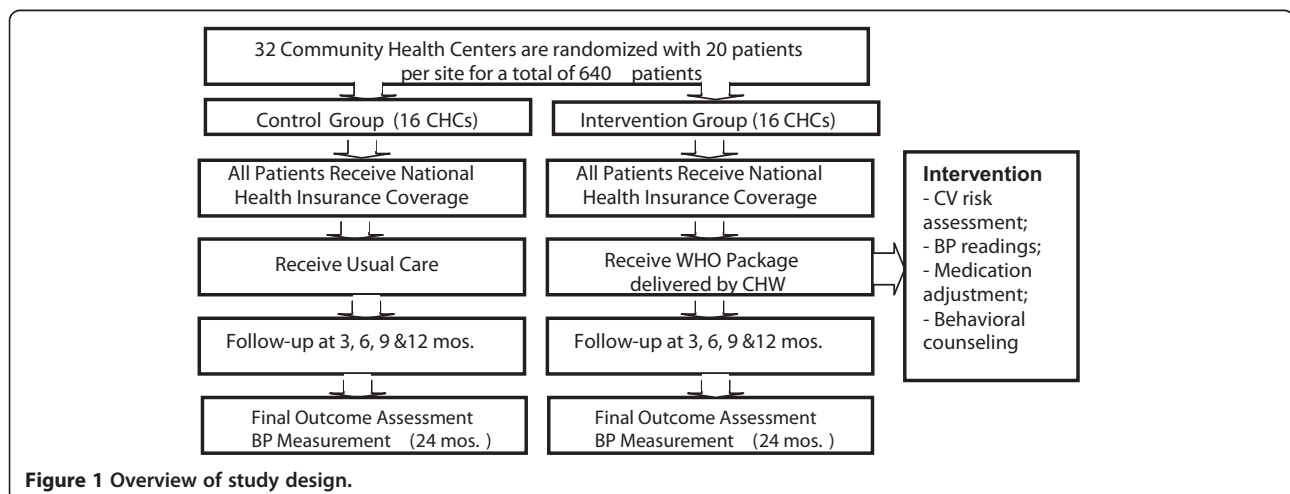 32 Community Health Centers are randomized with 20 patients
per site for a total of 640 patients
Control Group (16 CHCs)
Intervention Group (16 CHCs)
All Patients Receive National
Health Insurance Coverage
All Patients Receive National
Health Insurance Coverage
Receive Usual Care
Receive WHO Package
delivered by CHW
Intervention
- CV risk
assessment;
- BP readings;
- Medication
adjustment;
- Behavioral
counseling
Follow-up at 3, 6, 9 &12 mos.
Follow-up at 3, 6, 9 &12 mos.
Final Outcome Assessment
BP Measurement (24 mos. )
Final Outcome Assessment
BP Measurement (24 mos. )
Figure 1 Overview of study design.